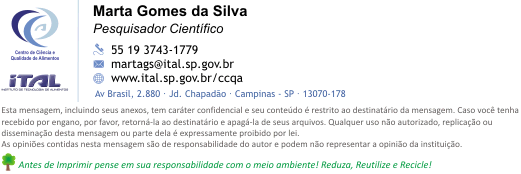 Marta Gomes da Silva
Pesquisador Científico
55 19 3743-1779
martags@ital.sp.gov.br
www.ital.sp.gov.br/ccqa
Av Brasil, 2.880 · Jd. Chapadão · Campinas - SP · 13070-178
Centro de Ciência e
Qualidade de Alimentos
iTAL
INSTITUTO DE TECNOLOGIA DE ALIMENTOS
Esta mensagem, incluindo seus anexos, tem caráter confidencial e seu conteúdo é restrito ao destinatário da mensagem. Caso você tenha
recebido por engano, por favor, retorná-la ao destinatário e apagá-la de seus arquivos. Qualquer uso não autorizado, replicação ou
disseminação desta mensagem ou parte dela é expressamente proibido por lei.
As opiniões contidas nesta mensagem são de responsabilidade do autor e podem não representar a opinião da instituição.
Antes de Imprimir pense em sua responsabilidade com o meio ambiente! Reduza, Reutilize e Recicle!